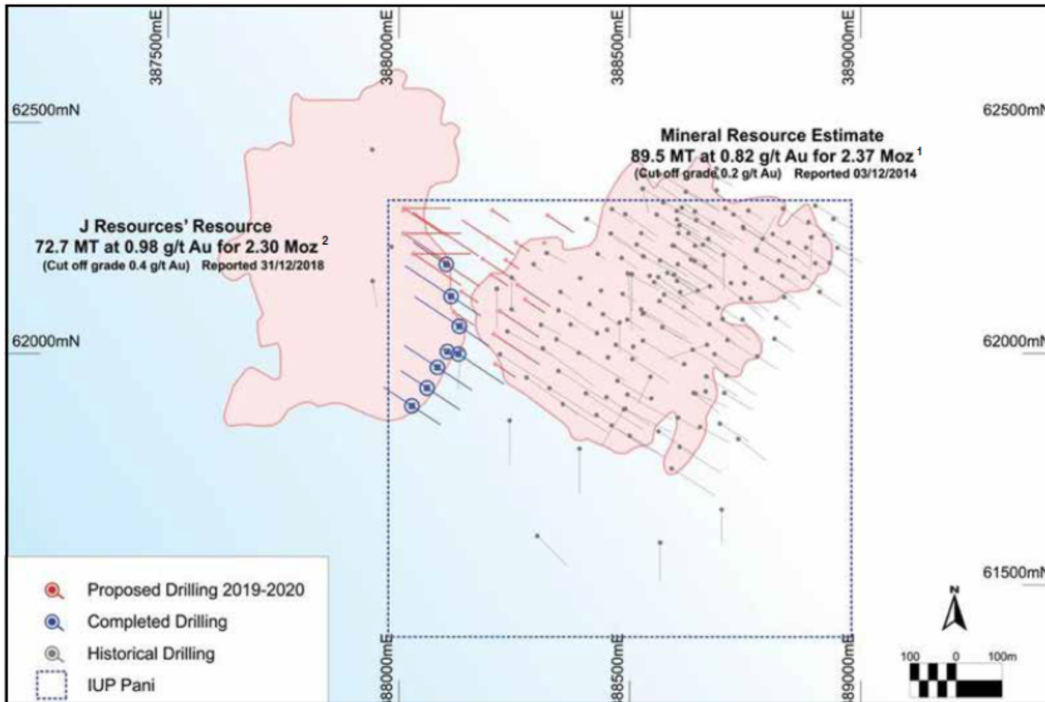 387500mE
388000mE
388500mE
389000mE
62500mN
62500mN
Mineral Resource Estimate
89.5 MT at 0.82 g/t Au for 2.37 Moz 1
(Cut off grade 0.2 g/t Au) Reported 03/12/2014
J Resources' Resource
72.7 MT at 0.98 g/t Au for 2.30 Moz 2
(Cut off grade 0.4 g/t Au) Reported 31/12/2018
62000mN
62000mN
61500mN
Proposed Drilling 2019-2020
Completed Drilling
Historical Drilling
IUP Pani
388000mE
388500mE
389000mE
N
100 0 100m